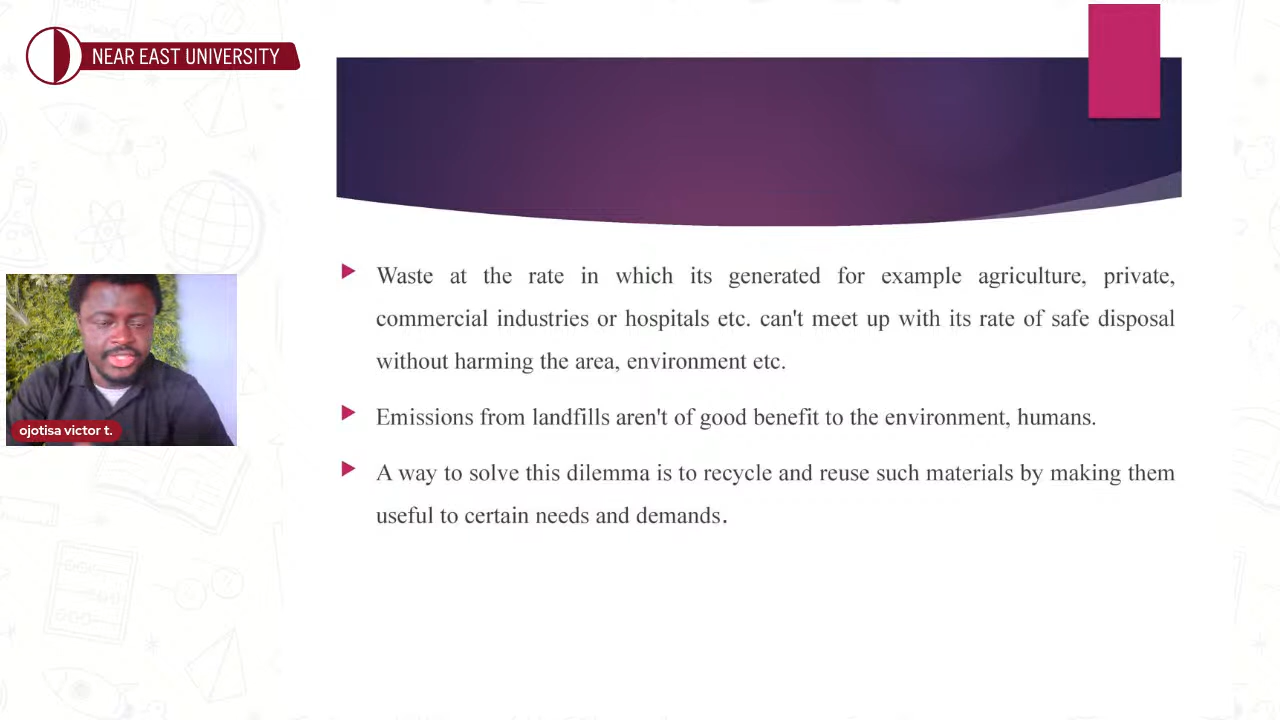 NEAR EAST UNIVERSITY
Waste at the rate in which its generated for example agriculture, private,
commercial industries or hospitals etc. can't meet up with its rate of safe disposal
without harming the area, environment etc.
Emissions from landfills aren't of good benefit to the environment, humans.
A way to solve this dilemma is to recycle and reuse such materials by making them
useful to certain needs and demands.
ojotisa victor t.